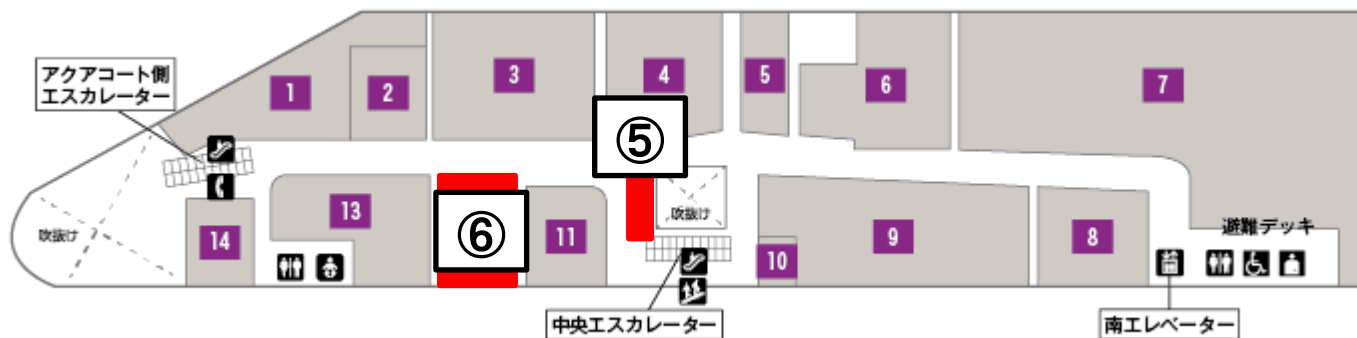 アクアコート側
エスカレーター
1
2
3
4
5
6
7
⑤
吹抜け
吹抜け
14
13
⑥
11
10
9
8
避難デッキ
中央エスカレーター
南エレベーター